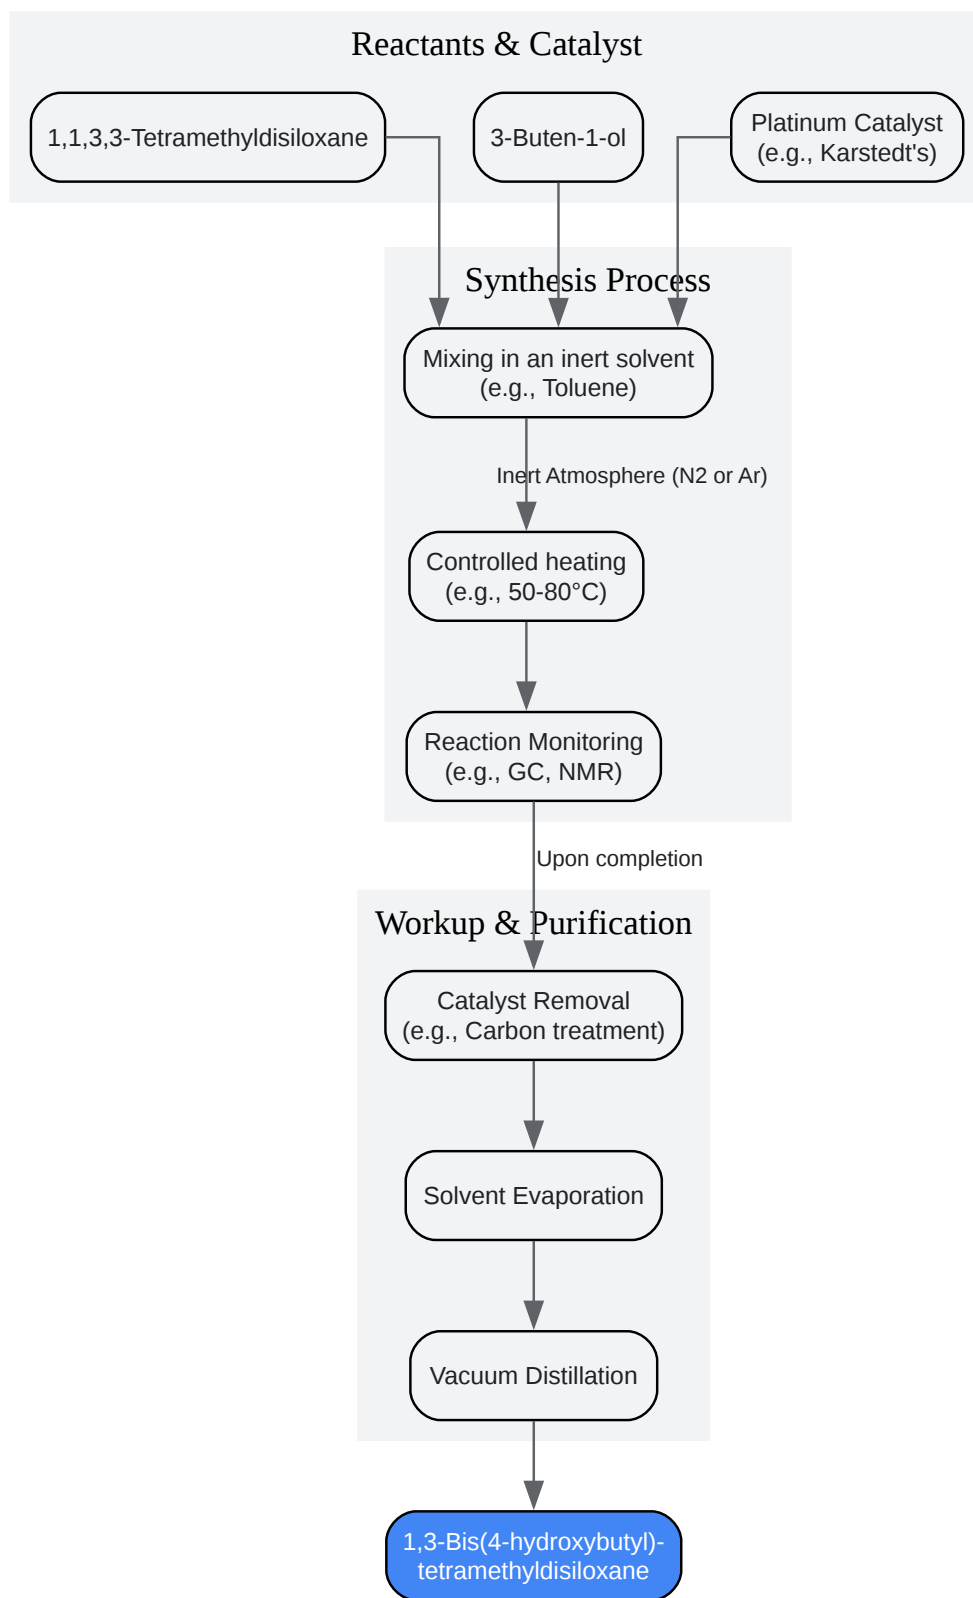 Reactants & Catalyst
1,1,3,3-Tetramethyldisiloxane
3-Buten-1-ol
Platinum Catalyst
(e.g., Karstedt's)
Synthesis Process
Mixing in an inert solvent
(e.g., Toluene)
Inert Atmosphere (N2 or Ar)
Controlled heating
(e.g., 50-80°C)
Reaction Monitoring
(e.g., GC, NMR)
Upon completion
Workup & Purification
Catalyst Removal
(e.g., Carbon treatment)
Solvent Evaporation
Vacuum Distillation
1,3-Bis(4-hydroxybutyl)-
tetramethyldisiloxane